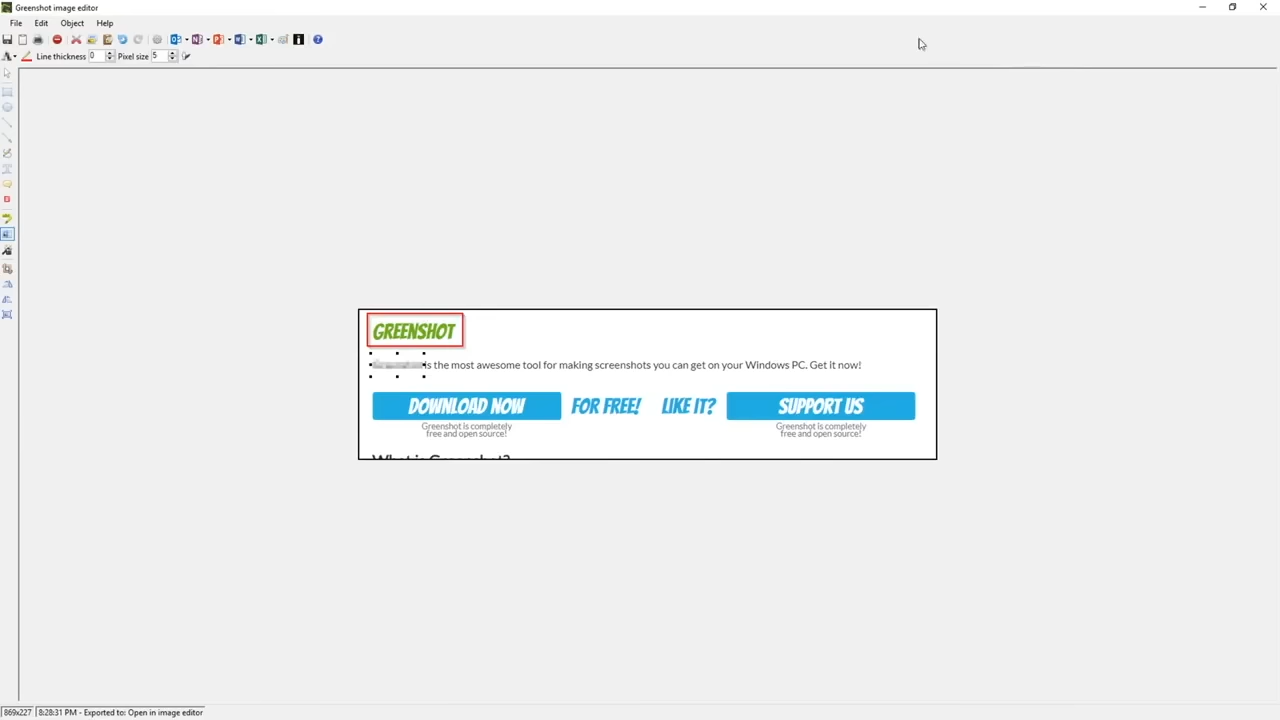 Greenshot image editor
File Edit Object Help
Line thickness 0 Pixel size 5
GREENSHOT
is the most awesome tool for making screenshots you can get on your Windows PC. Get it now!
DOWNLOAD NOW FOR FREE! LIKE IT? SUPPORT US
Greenshot is completely
free and open source!
Greenshot is completely
free and open source!
What is Greenshot?
869x227 8:28:31 PM - Exported to: Open in image editor